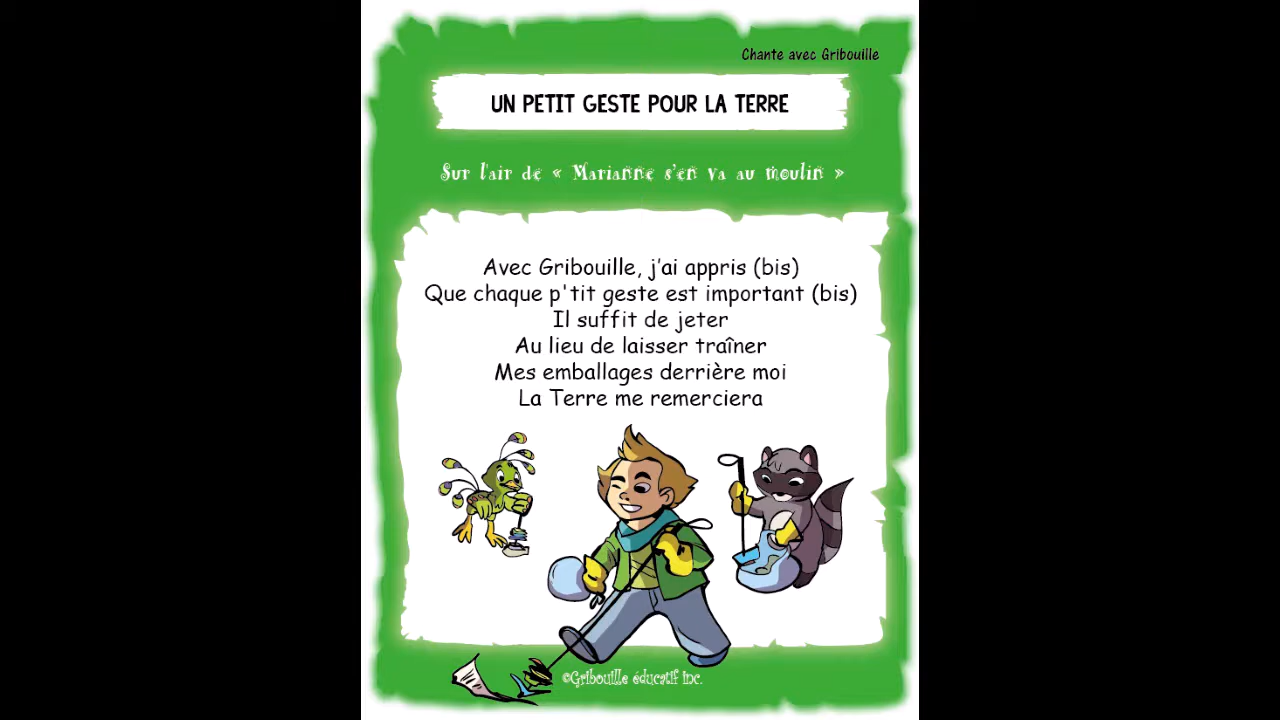 Chante avec Gribouille
UN PETIT GESTE POUR LA TERRE
Sur l'air de « Marianne s'en va au moulin »
Avec Gribouille, j'ai appris (bis)
Que chaque p'tit geste est important (bis)
Il suffit de jeter
Au lieu de laisser traîner
Mes emballages derrière moi
La Terre me remerciera
©Gribouille éducatif inc.